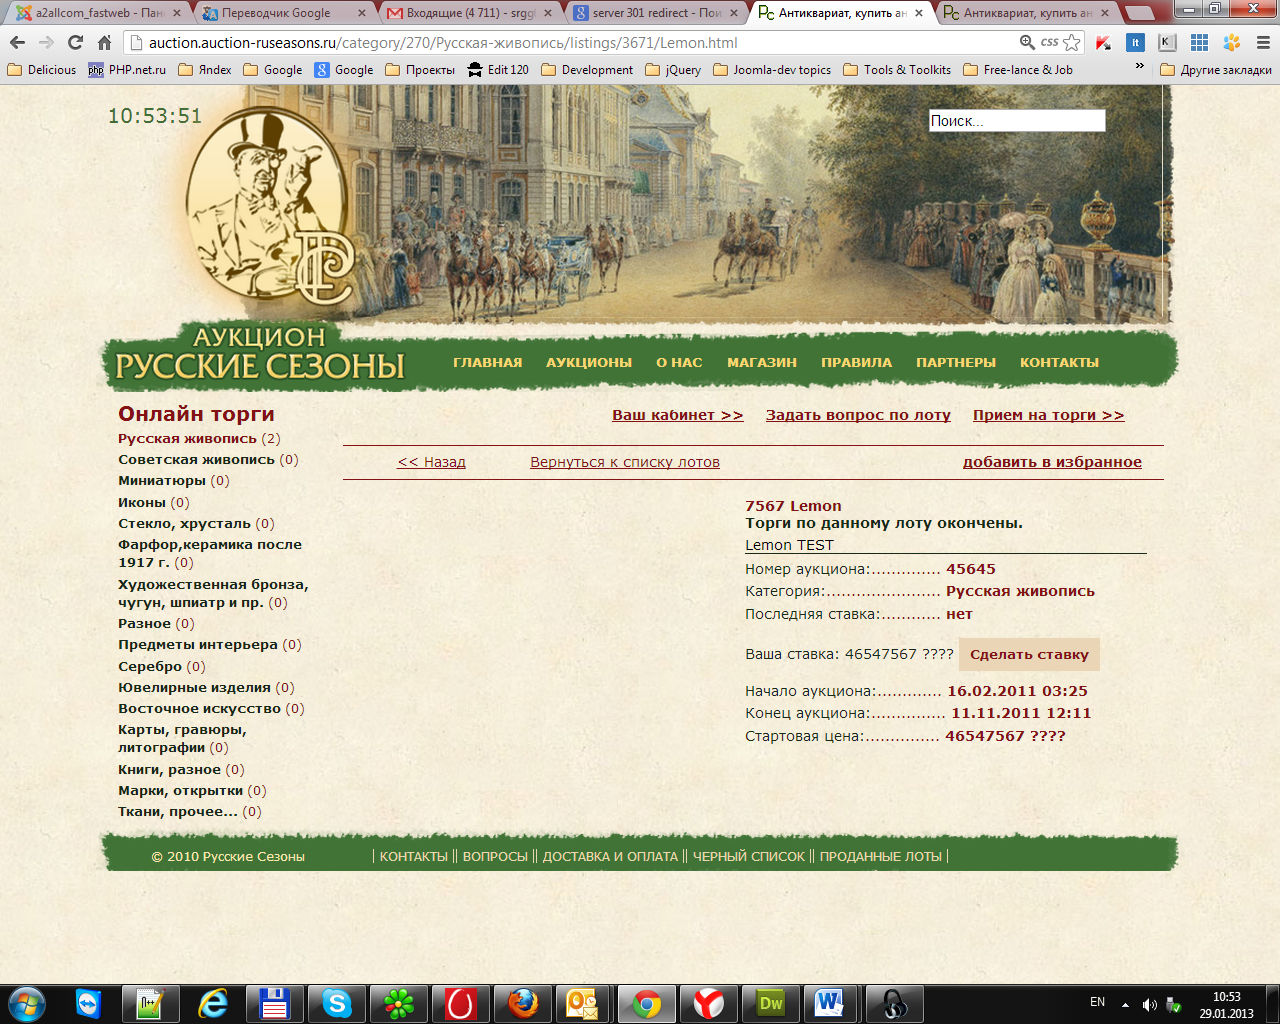 a2allcom_fastweb - Пан
Переводчик Google
Входящие (4 711) - srggl
server 301 redirect - Пои
Антиквариат, купить ан
Антиквариат, купить ан
auction.auction-ruseasons.ru/category/270/Русская-живопись/listings/3671/Lemon.html
css
Delicious
php PHP.net.ru
Яndex
Google
Google
Проекты
Edit 120
Development
jQuery
Joomla-dev topics
Tools & Toolkits
Free-lance & Job
»
Другие закладки
10:53:51
Поиск...
РС
АУКЦИОН
РУССКИЕ СЕЗОНЫ
ГЛАВНАЯ АУКЦИОНЫ О НАС МАГАЗИН ПРАВИЛА ПАРТНЕРЫ КОНТАКТЫ
Онлайн торги
Русская живопись (2)
Советская живопись (0)
Миниатюры (0)
Иконы (0)
Стекло, хрусталь (0)
Фарфор,керамика после
1917 г. (0)
Художественная бронза,
чугун, шпиатр и пр. (0)
Разное (0)
Предметы интерьера (0)
Серебро (0)
Ювелирные изделия (0)
Восточное искусство (0)
Карты, гравюры,
литографии (0)
Книги, разное (0)
Марки, открытки (0)
Ткани, прочее... (0)
Ваш кабинет >> Задать вопрос по лоту Прием на торги >>
<< Назад Вернуться к списку лотов добавить в избранное
7567 Lemon
Торги по данному лоту окончены.
Lemon TEST
Номер аукциона:.............. 45645
Категория:....................... Русская живопись
Последняя ставка:............ нет
Ваша ставка: 46547567 ???? Сделать ставку
Начало аукциона:............. 16.02.2011 03:25
Конец аукциона:............... 11.11.2011 12:11
Стартовая цена:............... 46547567 ????
© 2010 Русские Сезоны | КОНТАКТЫ || ВОПРОСЫ || ДОСТАВКА И ОПЛАТА || ЧЕРНЫЙ СПИСОК || ПРОДАННЫЕ ЛОТЫ |
Dw
EN
10:53
29.01.2013